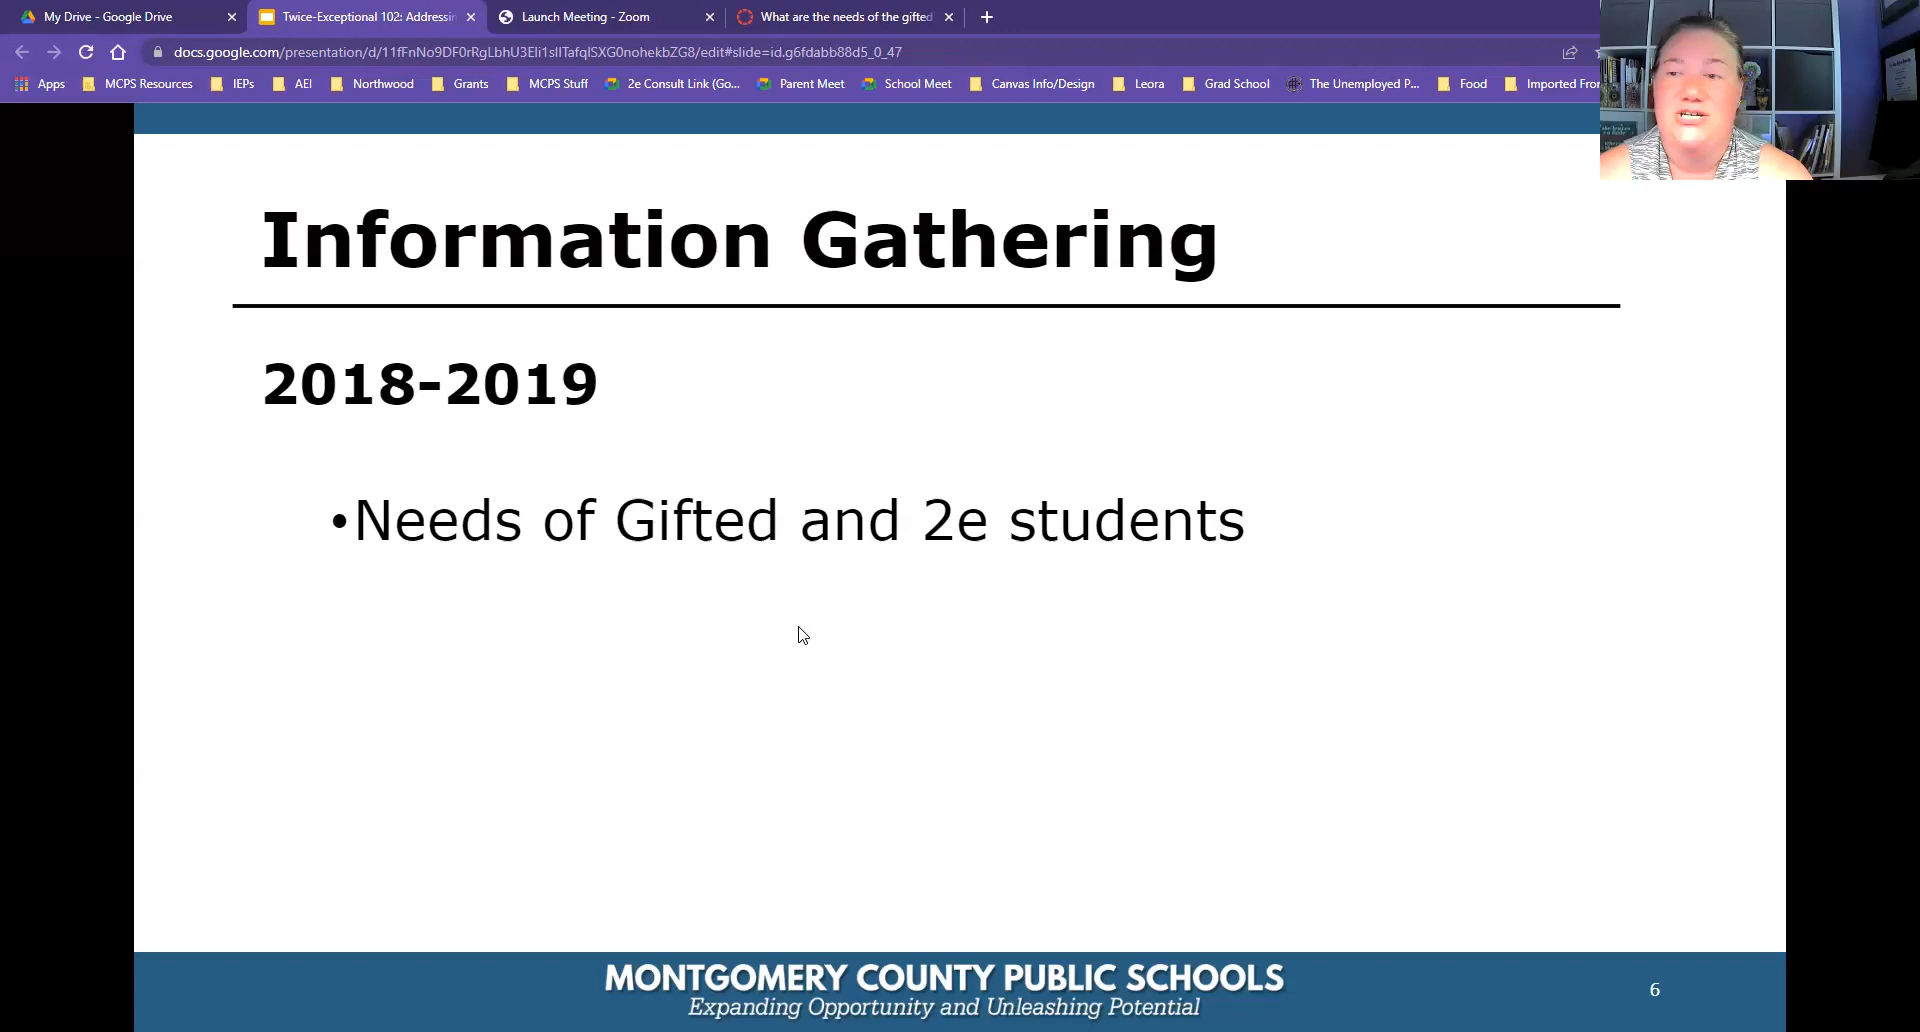 My Drive - Google Drive
Twice-Exceptional 102: Addressin
Launch Meeting - Zoom
What are the needs of the gifted
docs.google.com/presentation/d/11fFnNo9DF0rRgLbhU3Eli1sIlTafqlSXG0nohekbZG8/edit#slide=id.g6fdabb88d5_0_47
Apps MCPS Resources IEPs AEI Northwood Grants MCPS Stuff 2e Consult Link (Go... Parent Meet School Meet Canvas Info/Design Leora Grad School The Unemployed P... Food Imported Fro
Information Gathering
2018-2019
•Needs of Gifted and 2e students
MONTGOMERY COUNTY PUBLIC SCHOOLS
Expanding Opportunity and Unleashing Potential
6